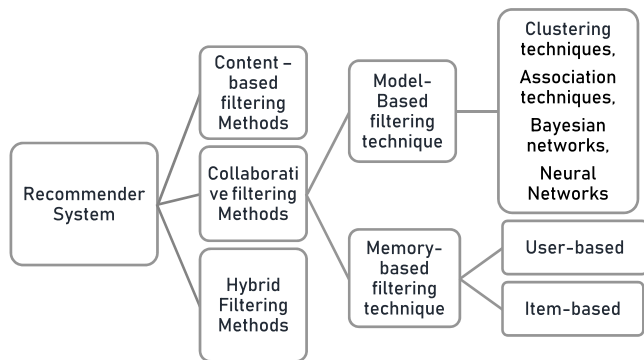 Recommender
System
Content –
based
filtering
Methods
Collaborati
ve filtering
Methods
Hybrid
Filtering
Methods
Model-
Based
filtering
technique
Memory-
based
filtering
technique
Clustering
techniques,
Association
techniques,
Bayesian
networks,
Neural
Networks
User-based
Item-based